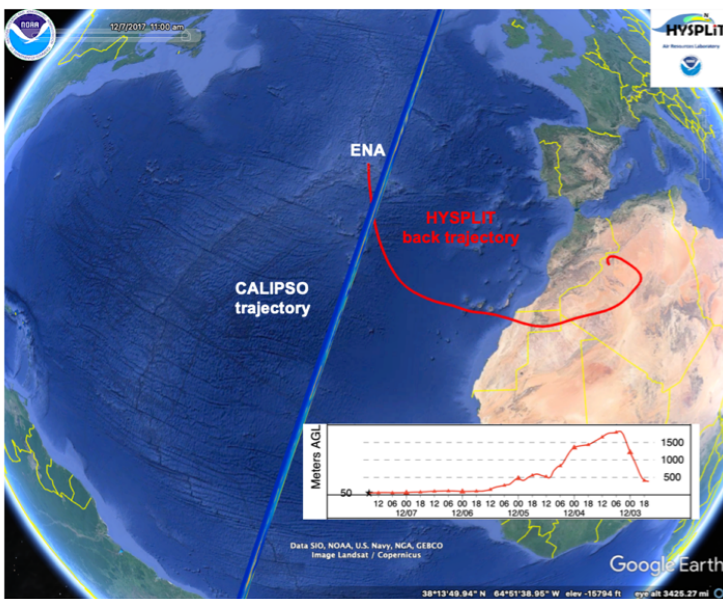 NOAA
12/7/2017 11:00 am
N
HYSPLIT
Air Resources Laboratory
ENA
HYSPLIT
back trajectory
CALIPSO
trajectory
Meters AGL
1500
1000
500
50
12 06 00 18 12 06 00 18 12 06 00 18 12 06 00 18 12 06 00 18
12/07 12/06 12/05 12/04 12/03
Data SIO, NOAA, U.S. Navy, NGA, GEBCO
Image Landsat / Copernicus
Google Earth
38°13'49.94" N 64°51'38.95" W elev -15794 ft eye alt 3425.27 mi